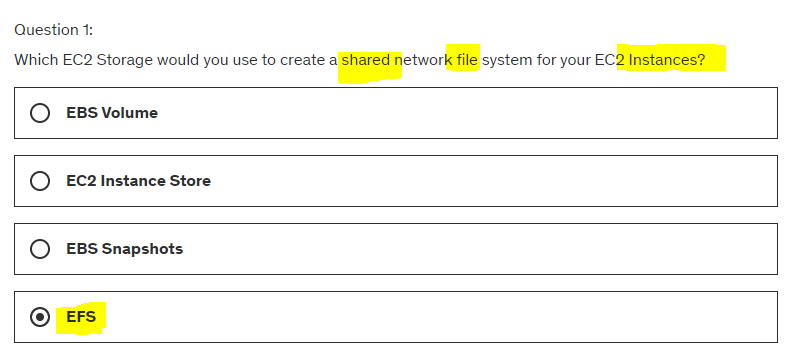 Question 1:
Which EC2 Storage would you use to create a shared network file system for your EC2 Instances?
EBS Volume
EC2 Instance Store
EBS Snapshots
EFS